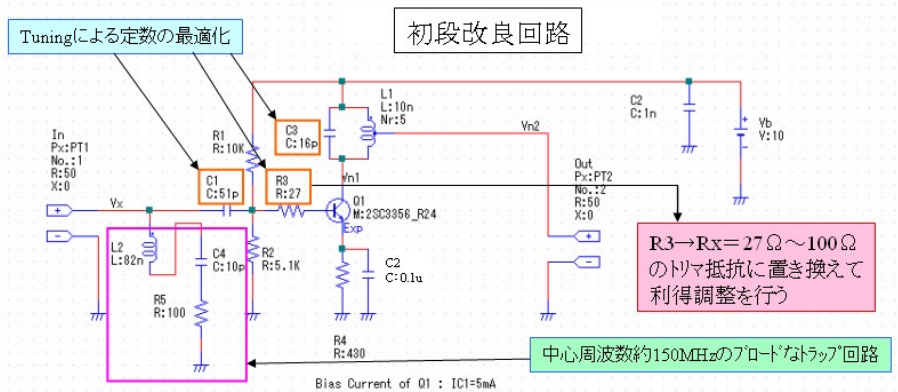 初段改良回路
Tuningによる定数の最適化
L1
L:10n
Nr:5
C2
C:1n
Vb
V:10
C3
C:16p
R1
R:10K
Vn2
In
Px:PT1
No.:1
R:50
X:0
C1
C:51p
R3
R:27
Vn1
Out
Px:PT2
No.:2
R:50
X:0
Vx
Q1
M:2SC3356_R24
Exp
L2
L:82n
C4
C:10p
R2
R:5.1K
C2
C:0.1u
R5
R:100
R3→Rx=27Ω～100Ω
のトリマ抵抗に置き換えて
利得調整を行う
R4
R:430
中心周波数約150MHzのブロードなトラップ回路
Bias Current of Q1 : IC1=5mA